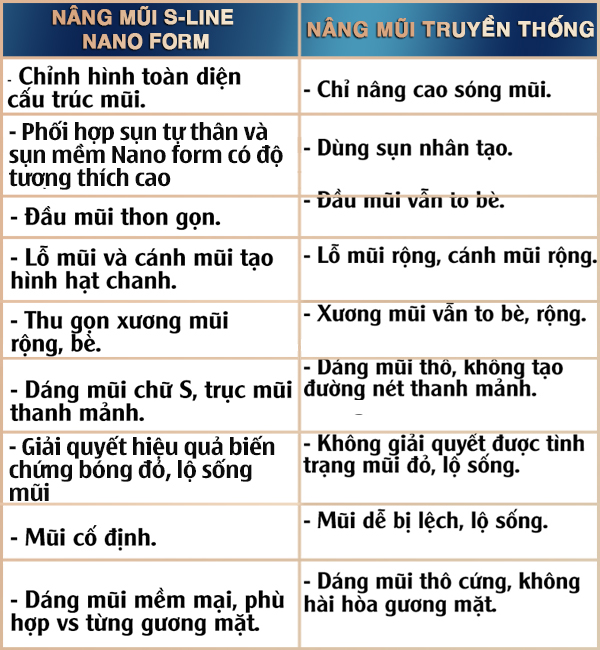 NÂNG MŨI S-LINE
NANO FORM
NÂNG MŨI TRUYỀN THỐNG
- Chỉnh hình toàn diện
cấu trúc mũi.
- Chỉ nâng cao sóng mũi.
- Phối hợp sụn tự thân và
sụn mềm Nano form có độ
tương thích cao
- Dùng sụn nhân tạo.
- Đầu mũi thon gọn.
- Đầu mũi vẫn to bè.
- Lỗ mũi và cánh mũi tạo
hình hạt chanh.
- Lỗ mũi rộng, cánh mũi rộng.
- Thu gọn xương mũi
rộng, bè.
- Xương mũi vẫn to bè, rộng.
- Dáng mũi chữ S, trục mũi
thanh mảnh.
- Dáng mũi thô, không tạo
đường nét thanh mảnh.
- Giải quyết hiệu quả biến
chứng bóng đỏ, lộ sống
mũi
- Không giải quyết được tình
trạng mũi đỏ, lộ sống.
- Mũi cố định.
- Mũi dễ bị lệch, lộ sống.
- Dáng mũi mềm mại, phù
hợp vs từng gương mặt.
- Dáng mũi thô cứng, không
hài hòa gương mặt.